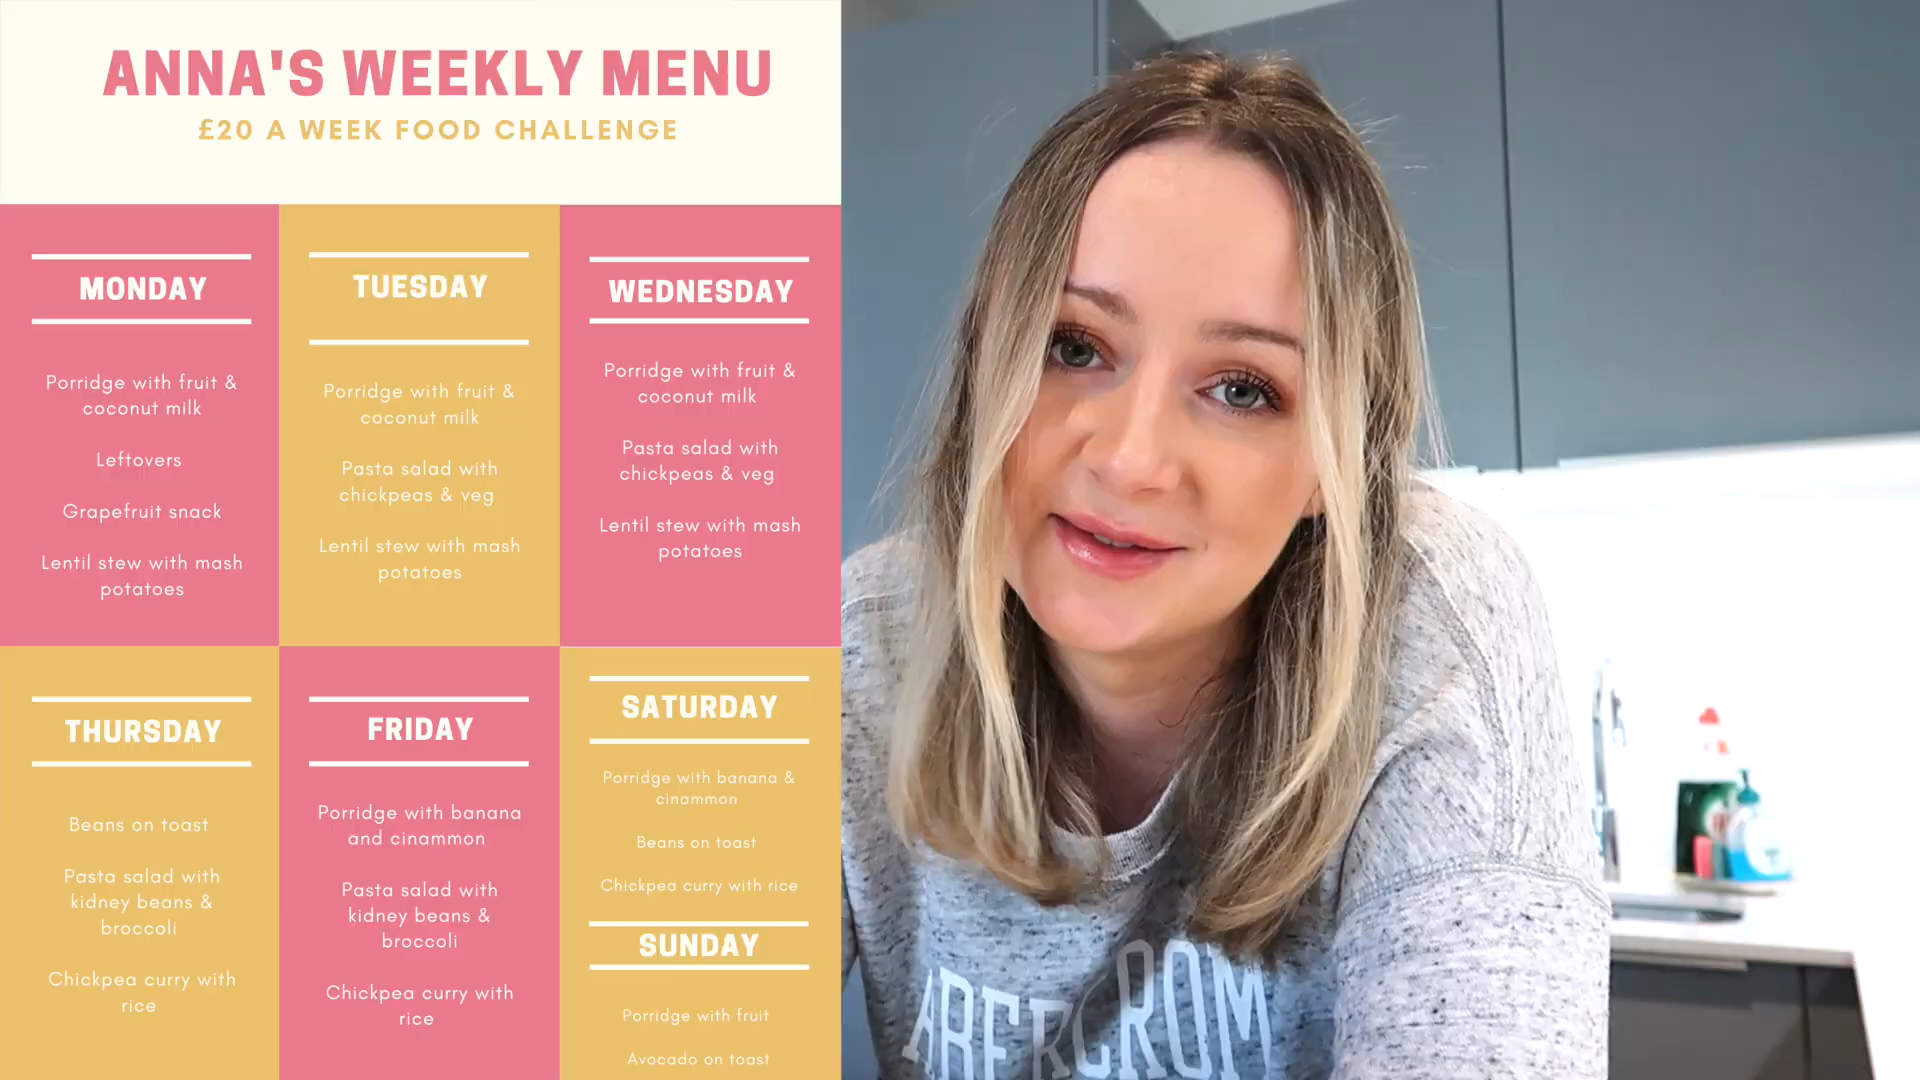 ANNA'S WEEKLY MENU
£20 A WEEK FOOD CHALLENGE
MONDAY
Porridge with fruit &
coconut milk
Leftovers
Grapefruit snack
Lentil stew with mash
potatoes
TUESDAY
Porridge with fruit &
coconut milk
Pasta salad with
chickpeas & veg
Lentil stew with mash
potatoes
WEDNESDAY
Porridge with fruit &
coconut milk
Pasta salad with
chickpeas & veg
Lentil stew with mash
potatoes
THURSDAY
Beans on toast
Pasta salad with
kidney beans &
broccoli
Chickpea curry with
rice
FRIDAY
Porridge with banana
and cinammon
Pasta salad with
kidney beans &
broccoli
Chickpea curry with
rice
SATURDAY
Porridge with banana &
cinammon
Beans on toast
Chickpea curry with rice
SUNDAY
Porridge with fruit
Avocado on toast
ABERCROM